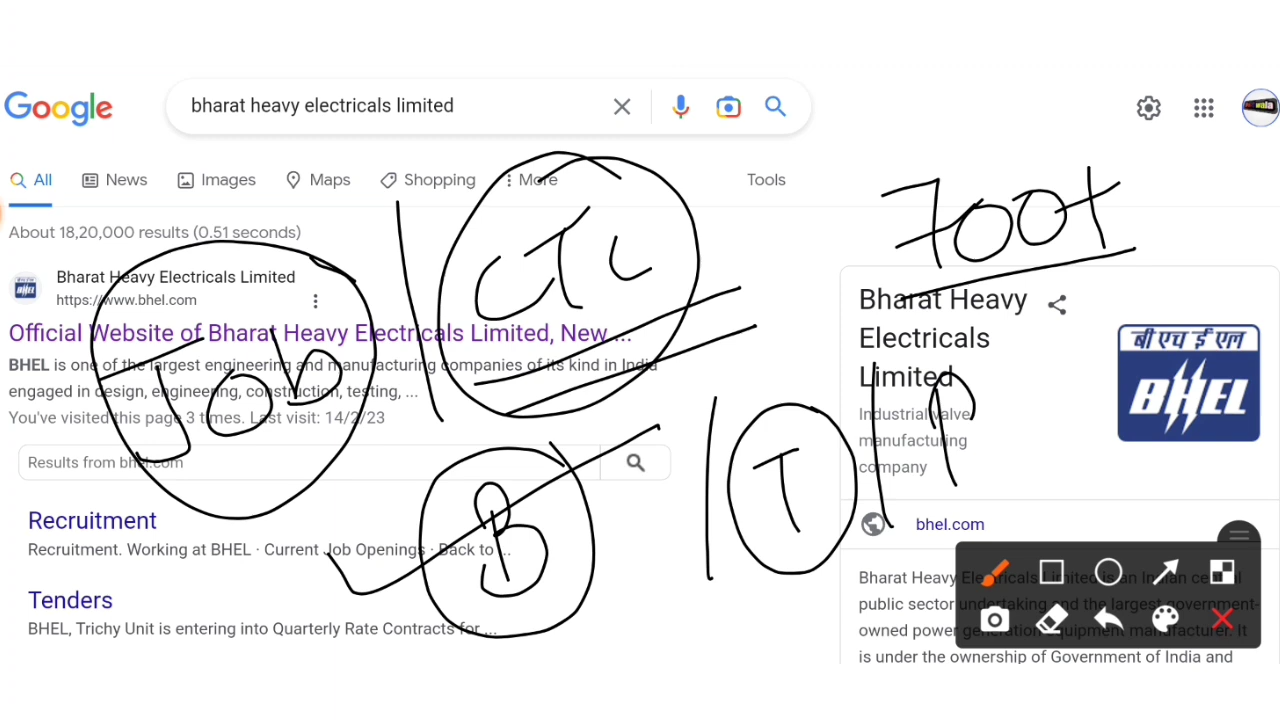 Google
bharat heavy electricals limited
All News Images Maps Shopping More Tools
About 18,20,000 results (0.51 seconds)
Bharat Heavy Electricals Limited
https://www.bhel.com
Official Website of Bharat Heavy Electricals Limited, New ...
BHEL is one of the largest engineering and manufacturing companies of its kind in India
engaged in design, engineering, construction, testing, ...
You've visited this page 3 times. Last visit: 14/2/23
Results from bhel.com
Recruitment
Recruitment. Working at BHEL · Current Job Openings · Back to ...
Tenders
BHEL, Trichy Unit is entering into Quarterly Rate Contracts for ...
Job
CTC
B
T
P
700+
Bharat Heavy
Electricals
Limited
Industrial valve
manufacturing
company
बी एच ई एल
BHEL
bhel.com
Bharat Heavy Electricals Limited is an Indian central
public sector undertaking and the largest government-
owned power generation equipment manufacturer. It
is under the ownership of Government of India and